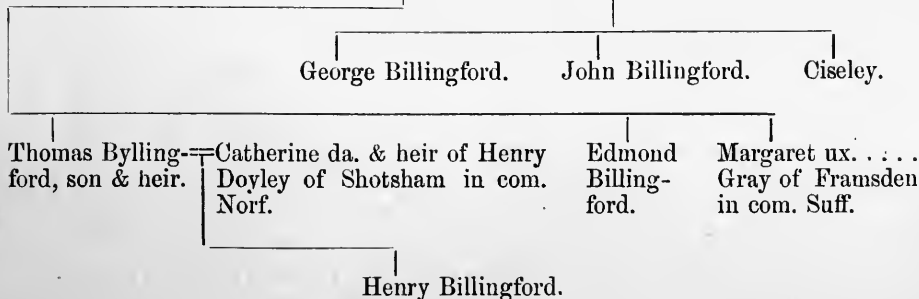 George Billingford. John Billingford. Ciseley.
Thomas Bylling-
ford, son & heir.
Catherine da. & heir of Henry
Doyley of Shotsham in com.
Norf.
Edmond
Billing-
ford.
Margaret ux. . . . .
Gray of Framsden
in com. Suff.
Henry Billingford.